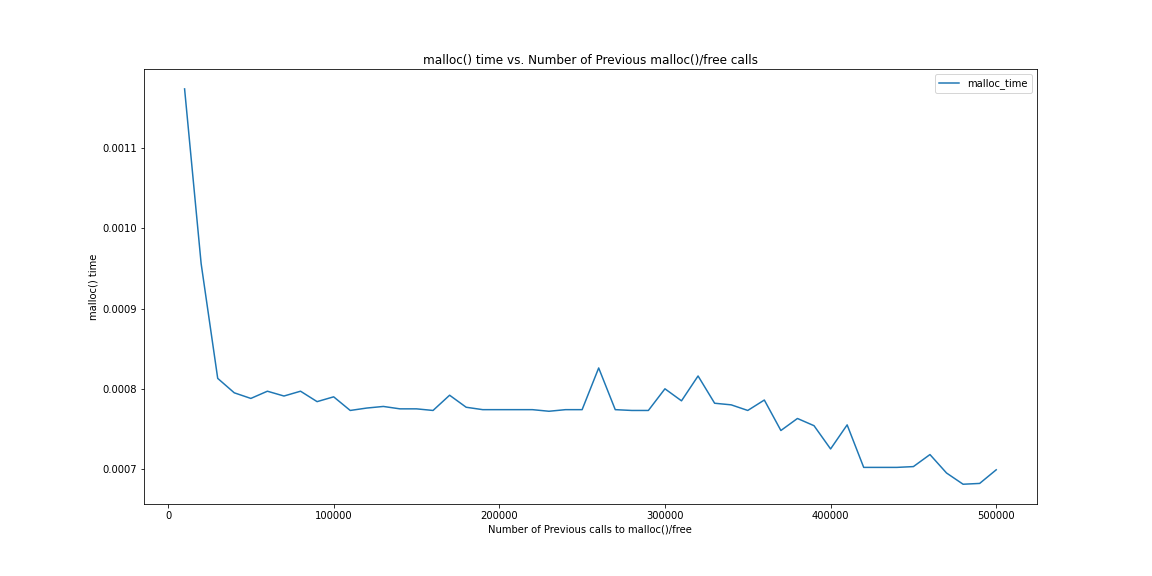 malloc() time vs. Number of Previous malloc()/free calls
malloc_time
0.0011
0.0010
0.0009
0.0008
0.0007
malloc() time
0
100000
200000
300000
400000
500000
Number of Previous calls to malloc()/free